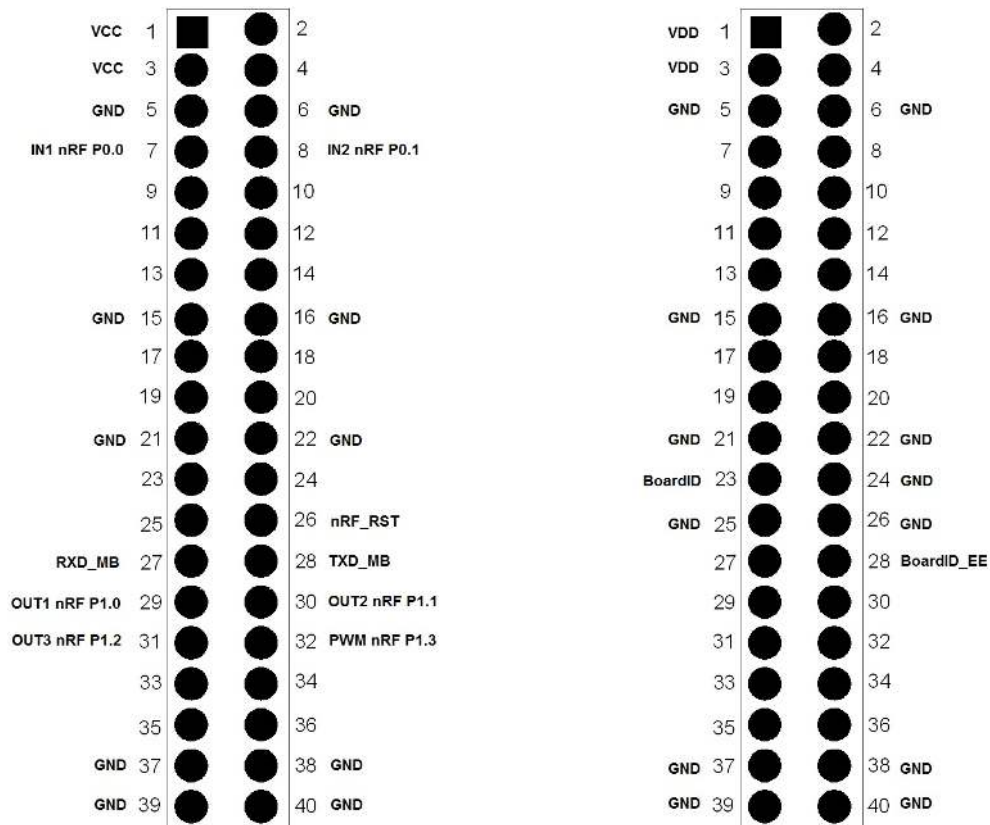 VCC 1 2
VCC 3 4
GND 5 6 GND
IN1 nRF P0.0 7 8 IN2 nRF P0.1
9 10
11 12
13 14
GND 15 16 GND
17 18
19 20
GND 21 22 GND
23 24
25 26 nRF_RST
RXD_MB 27 28 TXD_MB
OUT1 nRF P1.0 29 30 OUT2 nRF P1.1
OUT3 nRF P1.2 31 32 PWM nRF P1.3
33 34
35 36
GND 37 38 GND
GND 39 40 GND
VDD 1 2
VDD 3 4
GND 5 6 GND
7 8
9 10
11 12
13 14
GND 15 16 GND
17 18
19 20
GND 21 22 GND
BoardID 23 24 GND
GND 25 26 GND
27 28 BoardID_EE
29 30
31 32
33 34
35 36
GND 37 38 GND
GND 39 40 GND